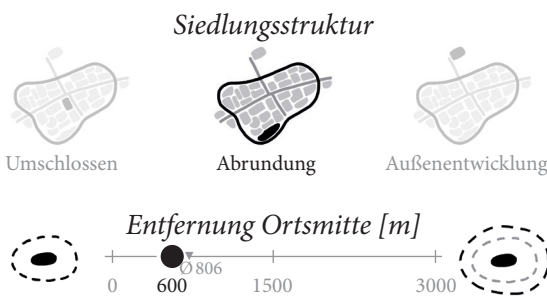 Siedlungsstruktur
Umschlossen Abrundung Außenentwicklung
Entfernung Ortsmitte [m]
Ø 806
0 600 1500 3000